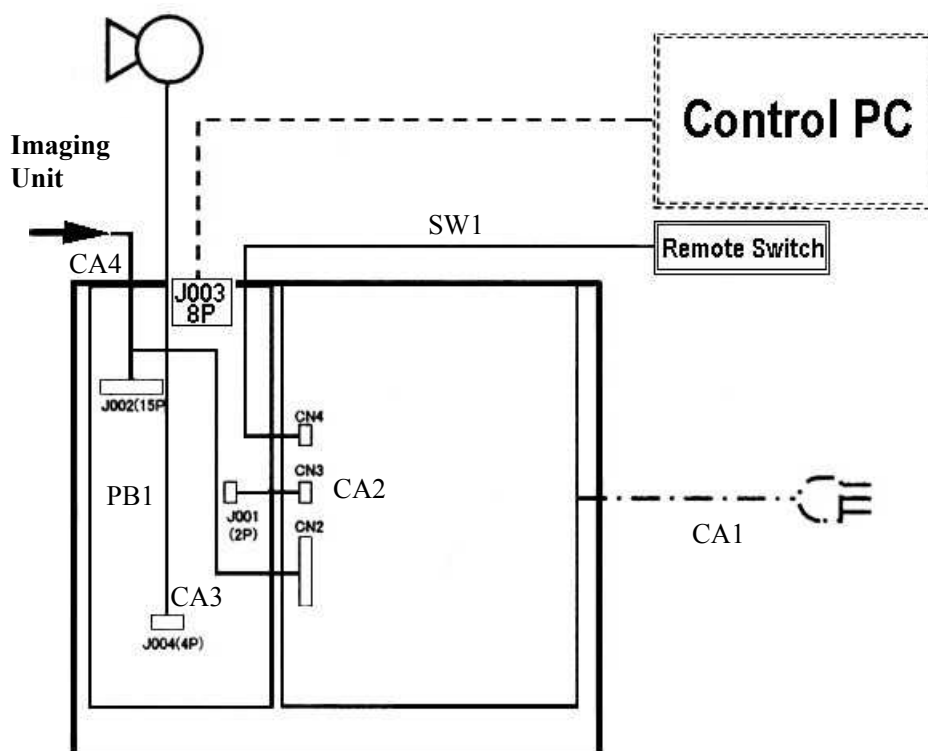 Control PC
Imaging
Unit
SW1
Remote Switch
CA4
J003
8P
J002(15P
CN4
CN3
CA2
PB1
J001
(2P)
CN2
CA1
CA3
J004(4P)